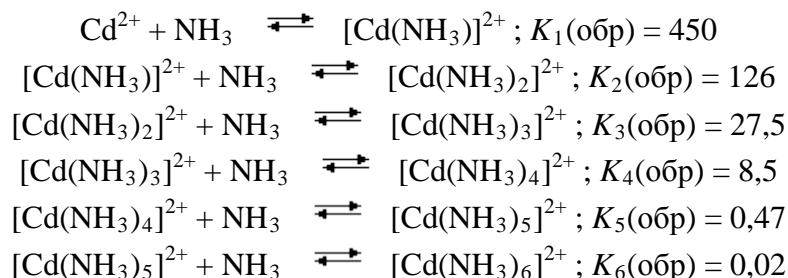 Cd²⁺ + NH₃ ⇌ [Cd(NH₃)]²⁺ ; K₁(обр) = 450
[Cd(NH₃)]²⁺ + NH₃ ⇌ [Cd(NH₃)₂]²⁺ ; K₂(обр) = 126
[Cd(NH₃)₂]²⁺ + NH₃ ⇌ [Cd(NH₃)₃]²⁺ ; K₃(обр) = 27,5
[Cd(NH₃)₃]²⁺ + NH₃ ⇌ [Cd(NH₃)₄]²⁺ ; K₄(обр) = 8,5
[Cd(NH₃)₄]²⁺ + NH₃ ⇌ [Cd(NH₃)₅]²⁺ ; K₅(обр) = 0,47
[Cd(NH₃)₅]²⁺ + NH₃ ⇌ [Cd(NH₃)₆]²⁺ ; K₆(обр) = 0,02